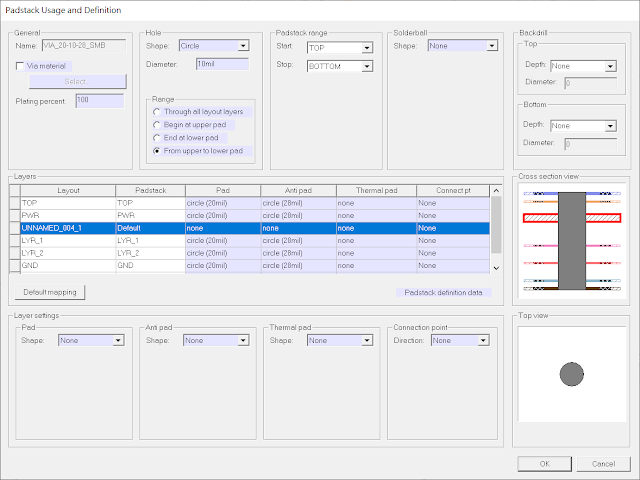 Padstack Usage and Definition
General
Name: VIA_20-10-28_SMB
Via material
Select...
Plating percent: 100
Hole
Shape: Circle
Diameter: 10mil
Range
Through all layout layers
Begin at upper pad
End at lower pad
From upper to lower pad
Padstack range
Start: TOP
Stop: BOTTOM
Solderball
Shape: None
Backdrill
Top
Depth: None
Diameter: 0
Bottom
Depth: None
Diameter: 0
Layers
Layout Padstack Pad Anti pad Thermal pad Connect pt
TOP TOP circle (20mil) circle (28mil) none None
PWR PWR circle (20mil) circle (28mil) none None
UNNAMED_004_1 Default none none none None
LYR_1 LYR_1 circle (20mil) circle (28mil) none None
LYR_2 LYR_2 circle (20mil) circle (28mil) none None
GND GND circle (20mil) circle (28mil) none None
Default mapping
Padstack definition data
Cross section view
Layer settings
Pad
Shape: None
Anti pad
Shape: None
Thermal pad
Shape: None
Connection point
Direction: None
Top view
OK
Cancel